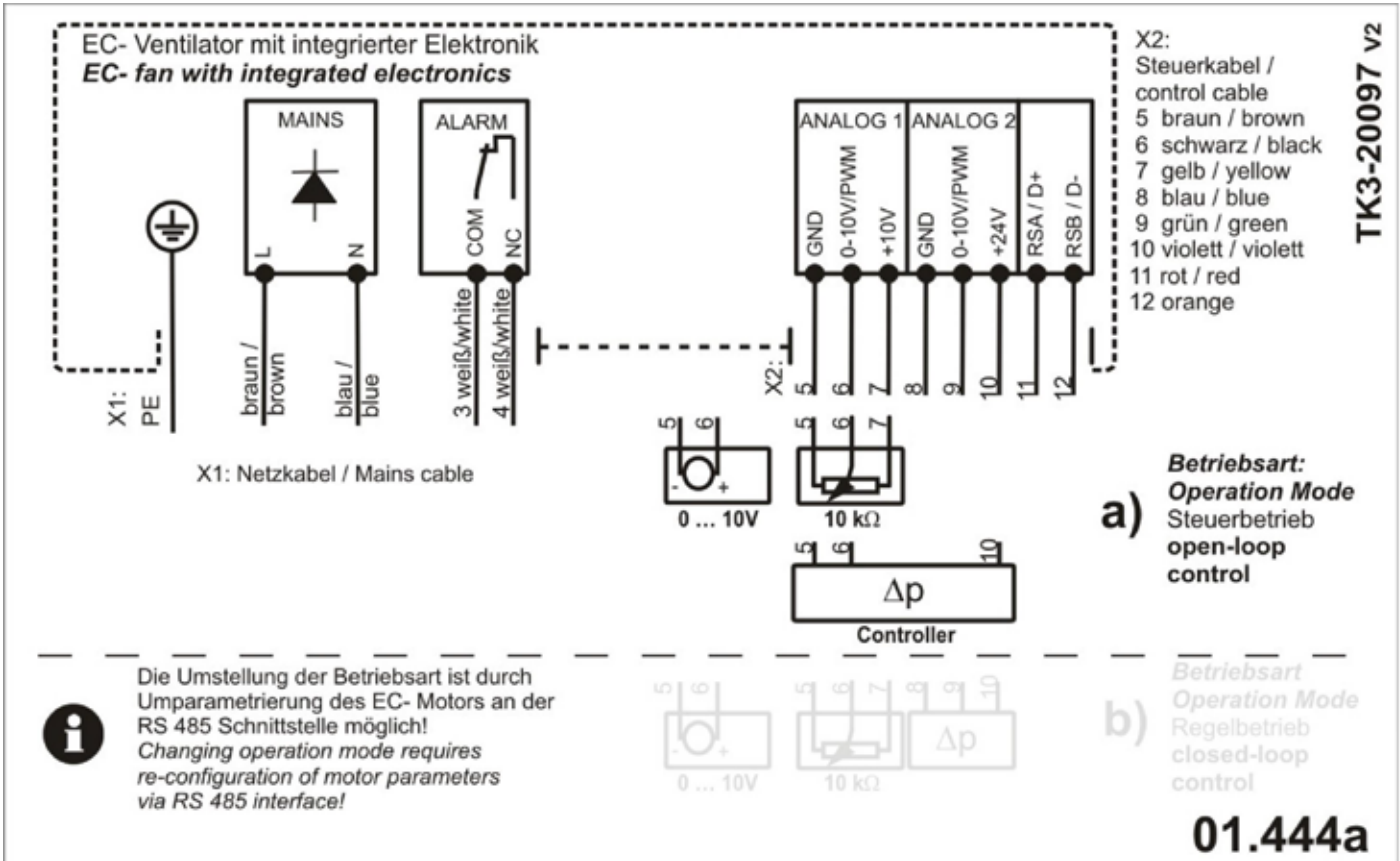 EC- Ventilator mit integrierter Elektronik
EC- fan with integrated electronics
MAINS
L
N
ALARM
COM
NC
ANALOG 1
ANALOG 2
GND
0-10V/PWM
+10V
GND
0-10V/PWM
+24V
RSA / D+
RSB / D-
X2:
Steuerkabel /
control cable
5 braun / brown
6 schwarz / black
7 gelb / yellow
8 blau / blue
9 grün / green
10 violett / violett
11 rot / red
12 orange
TK3-20097 V2
X1:
PE
braun /
brown
blau /
blue
3 weiß/white
4 weiß/white
X2:
5
6
7
8
9
10
11
12
X1: Netzkabel / Mains cable
5
6
- +
0 ... 10V
5
6
7
10 kΩ
5
6
10
Δp
Controller
a)
Betriebsart:
Operation Mode
Steuerbetrieb
open-loop
control
i
Die Umstellung der Betriebsart ist durch
Umparametrierung des EC- Motors an der
RS 485 Schnittstelle möglich!
Changing operation mode requires
re-configuration of motor parameters
via RS 485 interface!
5
6
- +
0 ... 10V
5
6
7
10 kΩ
8
9
10
Δp
b)
Betriebsart
Operation Mode
Regelbetrieb
closed-loop
control
01.444a